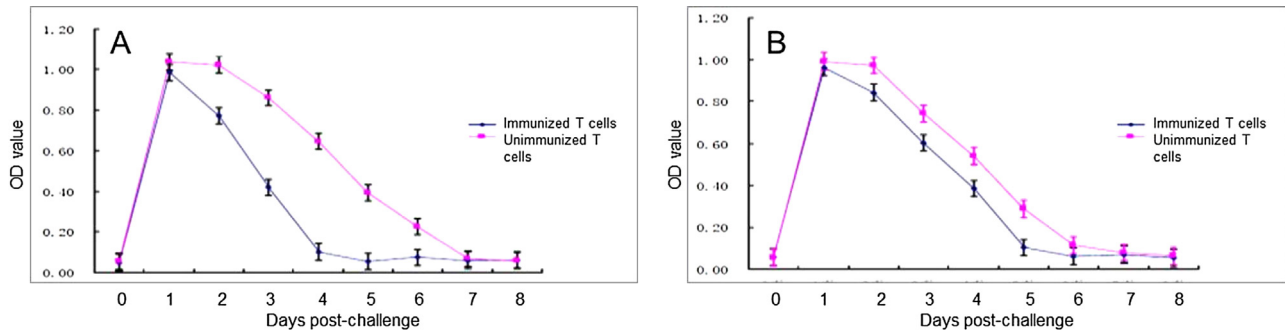 A
1.20
1.00
0.80
0.60
0.40
0.20
0.00
OD value
0 1 2 3 4 5 6 7 8
Days post-challenge
Immunized T cells
Unimmunized T
cells
B
1.20
1.00
0.80
0.60
0.40
0.20
0.00
OD value
0 1 2 3 4 5 6 7 8
Days post-challenge
Immunized T cells
Unimmunized T
cells